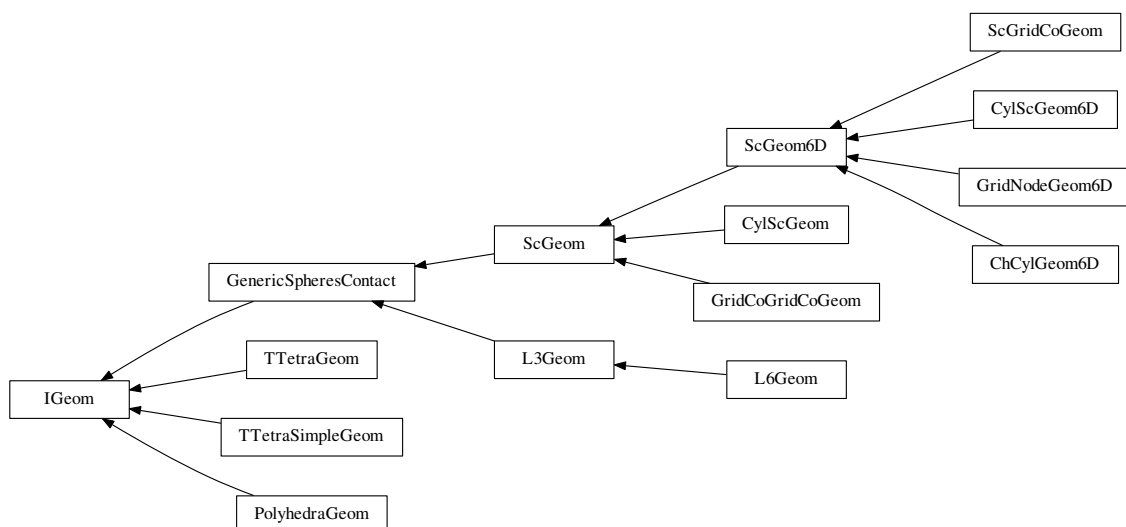 ScGridCoGeom
CylScGeom6D
ScGeom6D
GridNodeGeom6D
CylScGeom
ScGeom
ChCylGeom6D
GenericSpheresContact
GridCoGridCoGeom
TTetraGeom
L3Geom
L6Geom
IGeom
TTetraSimpleGeom
PolyhedraGeom